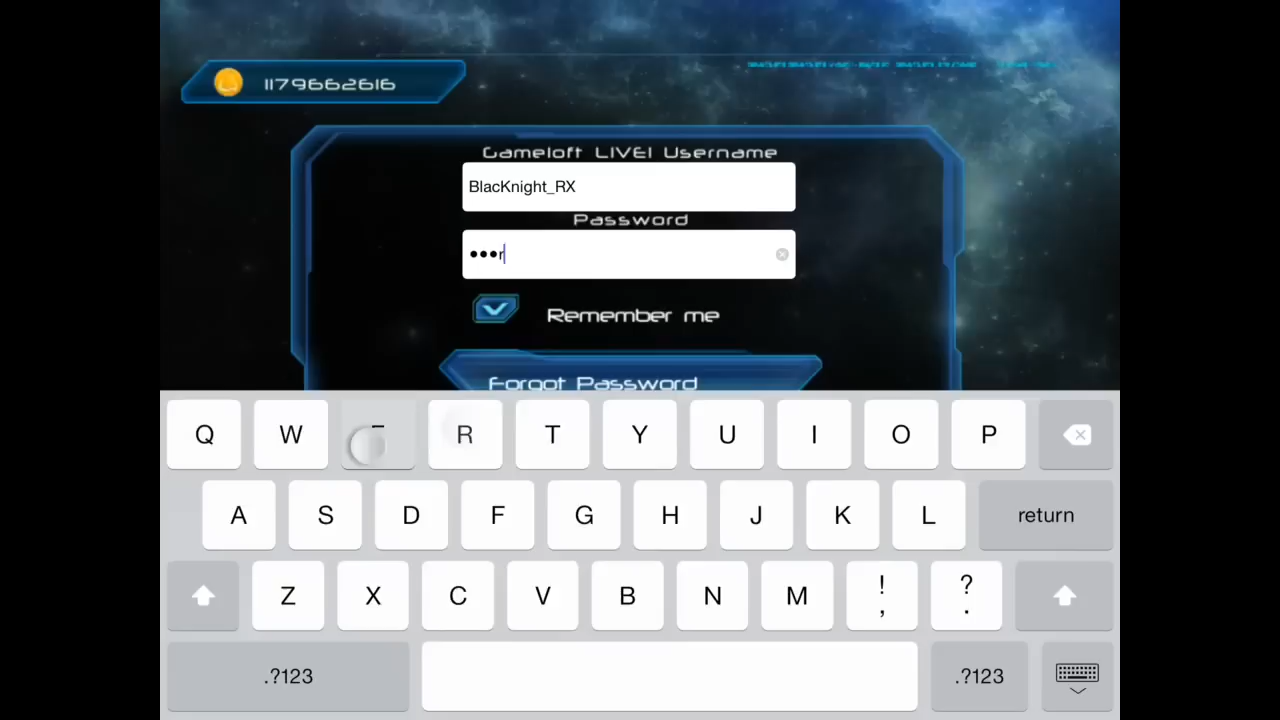 1179662616
Gameloft LIVE! Username
BlacKnight_RX
Password
•••r
Remember me
Forgot Password
Q W R T Y U I O P
A S D F G H J K L return
Z X C V B N M ! , ? .
.?123 .?123